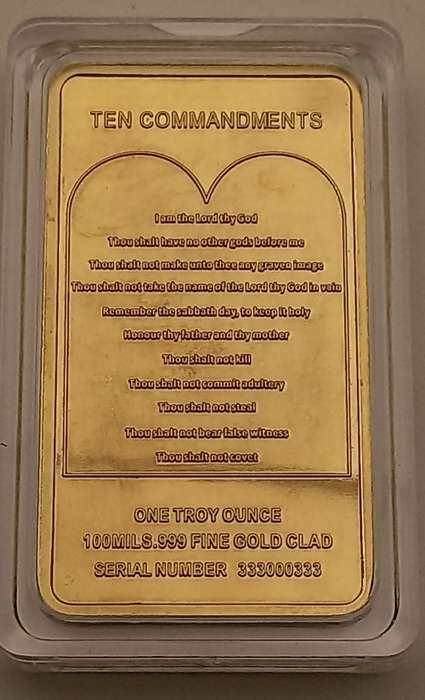 TEN COMMANDMENTS
I am the Lord thy God
Thou shalt have no other gods before me
Thou shalt not make unto thee any graven image
Thou shalt not take the name of the Lord thy God in vain
Remember the sabbath day, to keep it holy
Honour thy father and thy mother
Thou shalt not kill
Thou shalt not commit adultery
Thou shalt not steal
Thou shalt not bear false witness
Thou shalt not covet
ONE TROY OUNCE
100MILS.999 FINE GOLD CLAD
SERIAL NUMBER 333000333